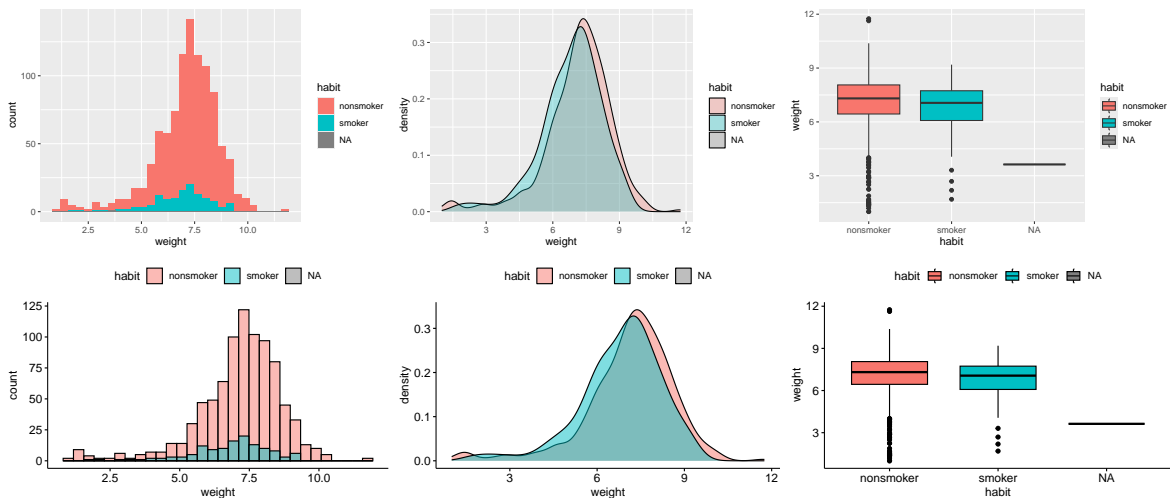 count
100
50
0
2.5 5.0 7.5 10.0
weight
habit
nonsmoker
smoker
NA
density
0.3
0.2
0.1
0.0
3 6 9 12
weight
habit
nonsmoker
smoker
NA
weight
12
9
6
3
nonsmoker smoker NA
habit
habit
nonsmoker
smoker
NA
habit nonsmoker smoker NA
count
125
100
75
50
25
0
2.5 5.0 7.5 10.0
weight
habit nonsmoker smoker NA
density
0.3
0.2
0.1
0.0
3 6 9 12
weight
habit nonsmoker smoker NA
weight
12
9
6
3
nonsmoker smoker NA
habit